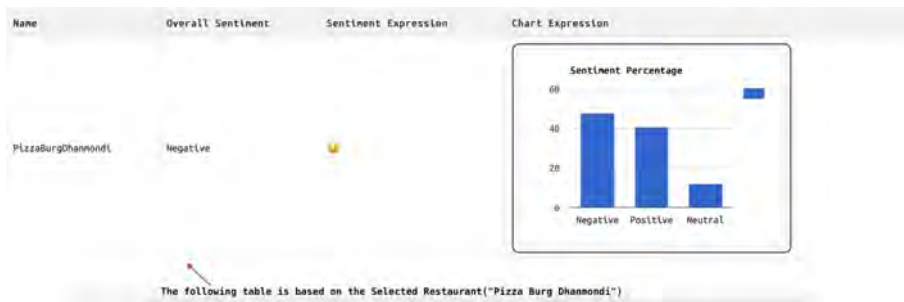 Name Overall Sentiment Sentiment Expression Chart Expression
Sentiment Percentage
60
40
20
0
Negative Positive Neutral
PizzaBurgDhanmondi Negative
The following table is based on the Selected Restaurant("Pizza Burg Dhanmondi")